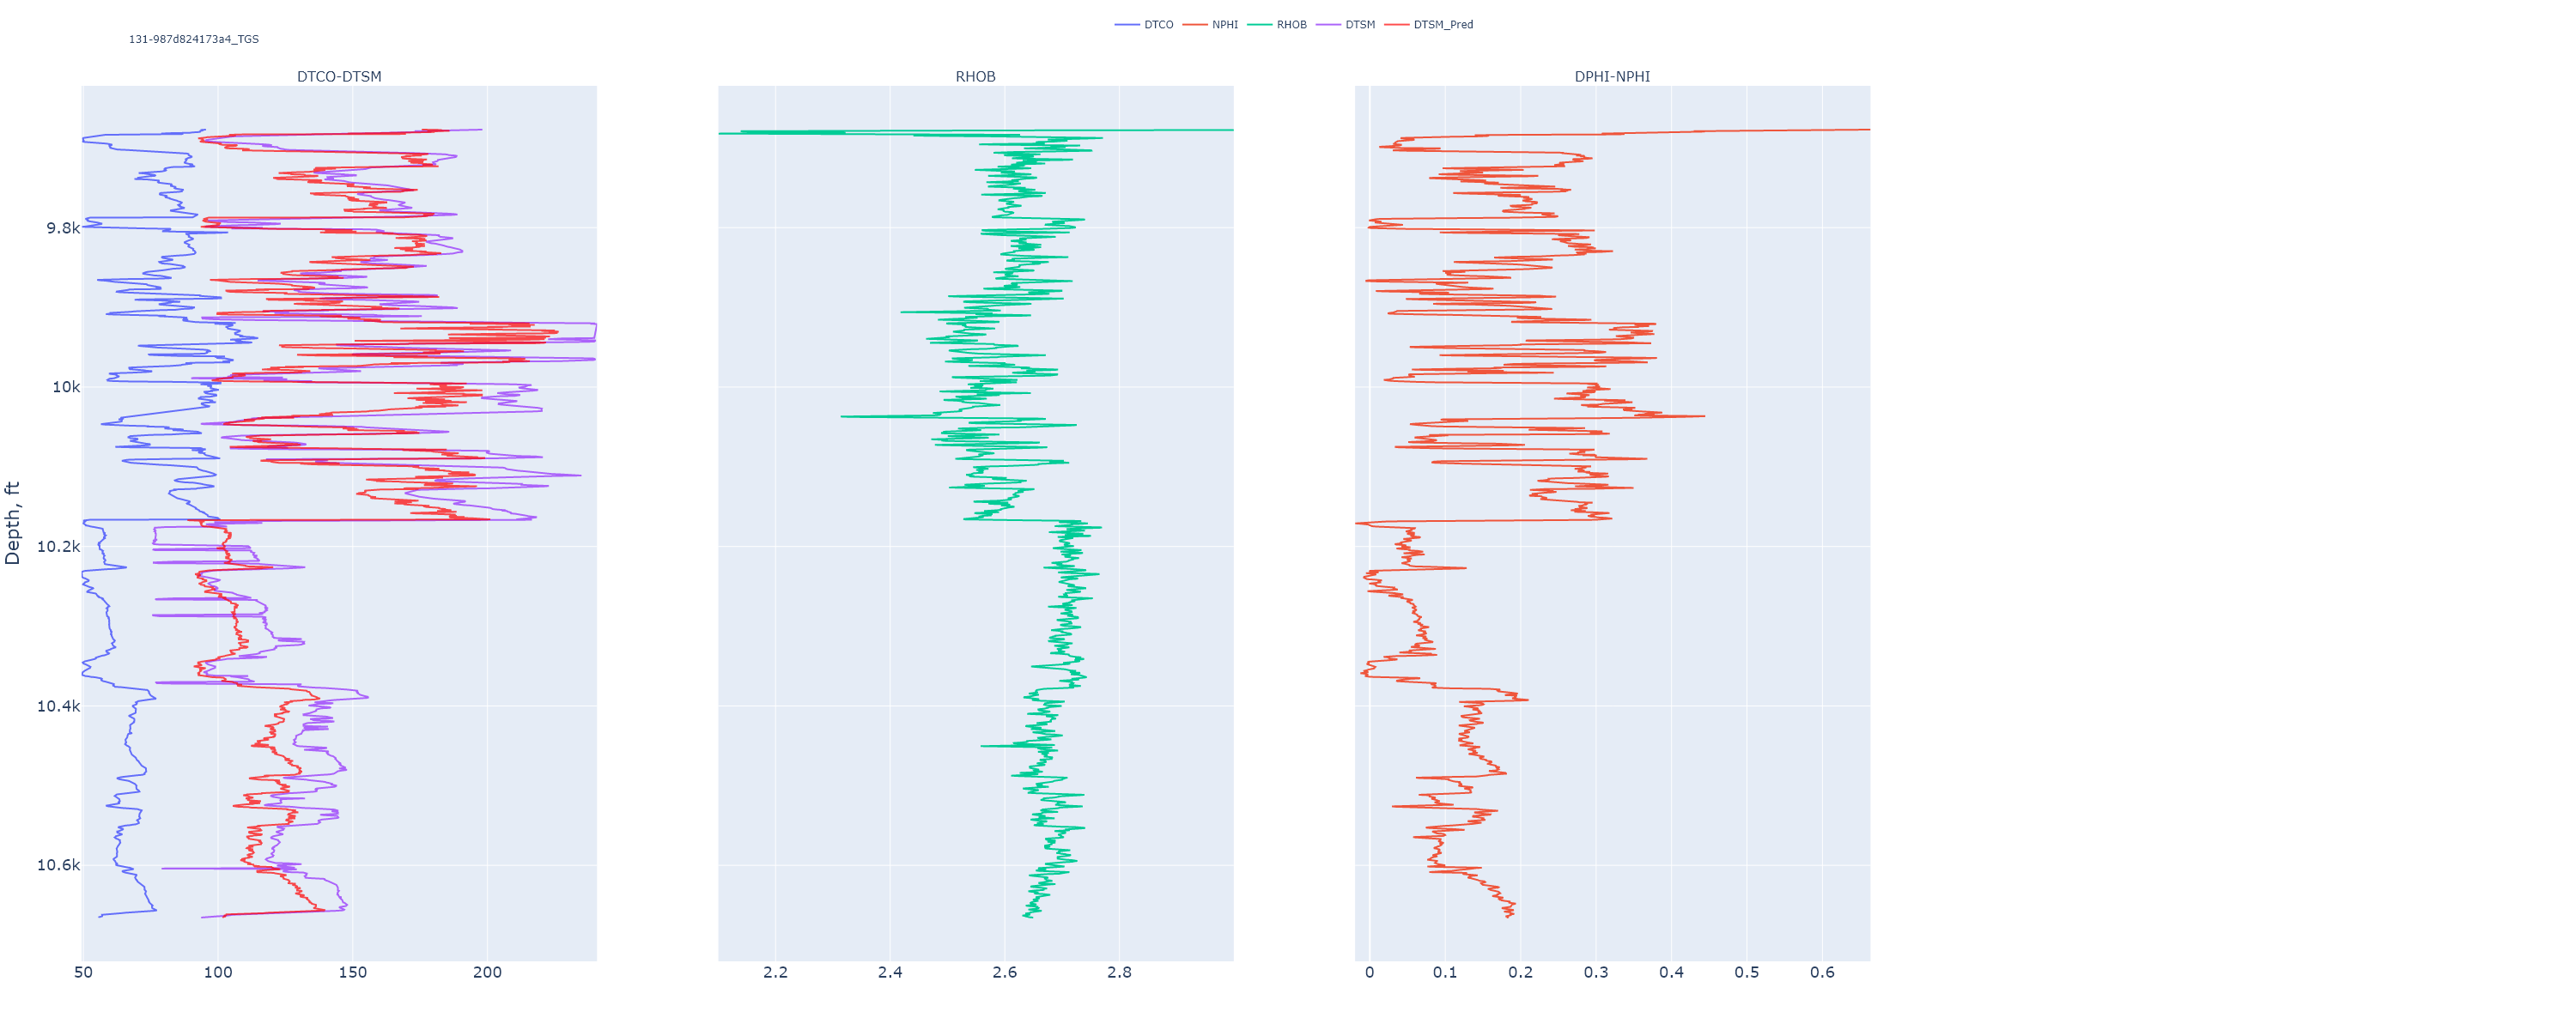 DTCO NPHI RHOB DTSM DTSM_Pred
131-987d824173a4_TGS
DTCO-DTSM RHOB DPHI-NPHI
9.8k
10k
10.2k
10.4k
10.6k
Depth, ft
50 100 150 200 2.2 2.4 2.6 2.8 0 0.1 0.2 0.3 0.4 0.5 0.6